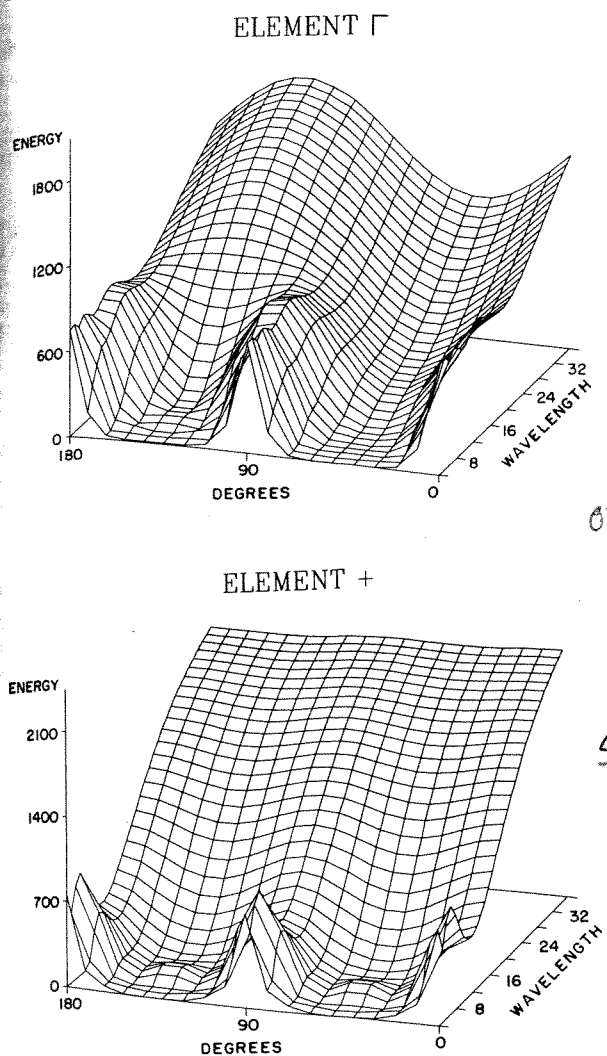 ELEMENT Γ
ENERGY
1800
1200
600
0
180
90
0
DEGREES
8
16
24
32
WAVELENGTH
ELEMENT +
ENERGY
2100
1400
700
0
180
90
0
DEGREES
8
16
24
32
WAVELENGTH